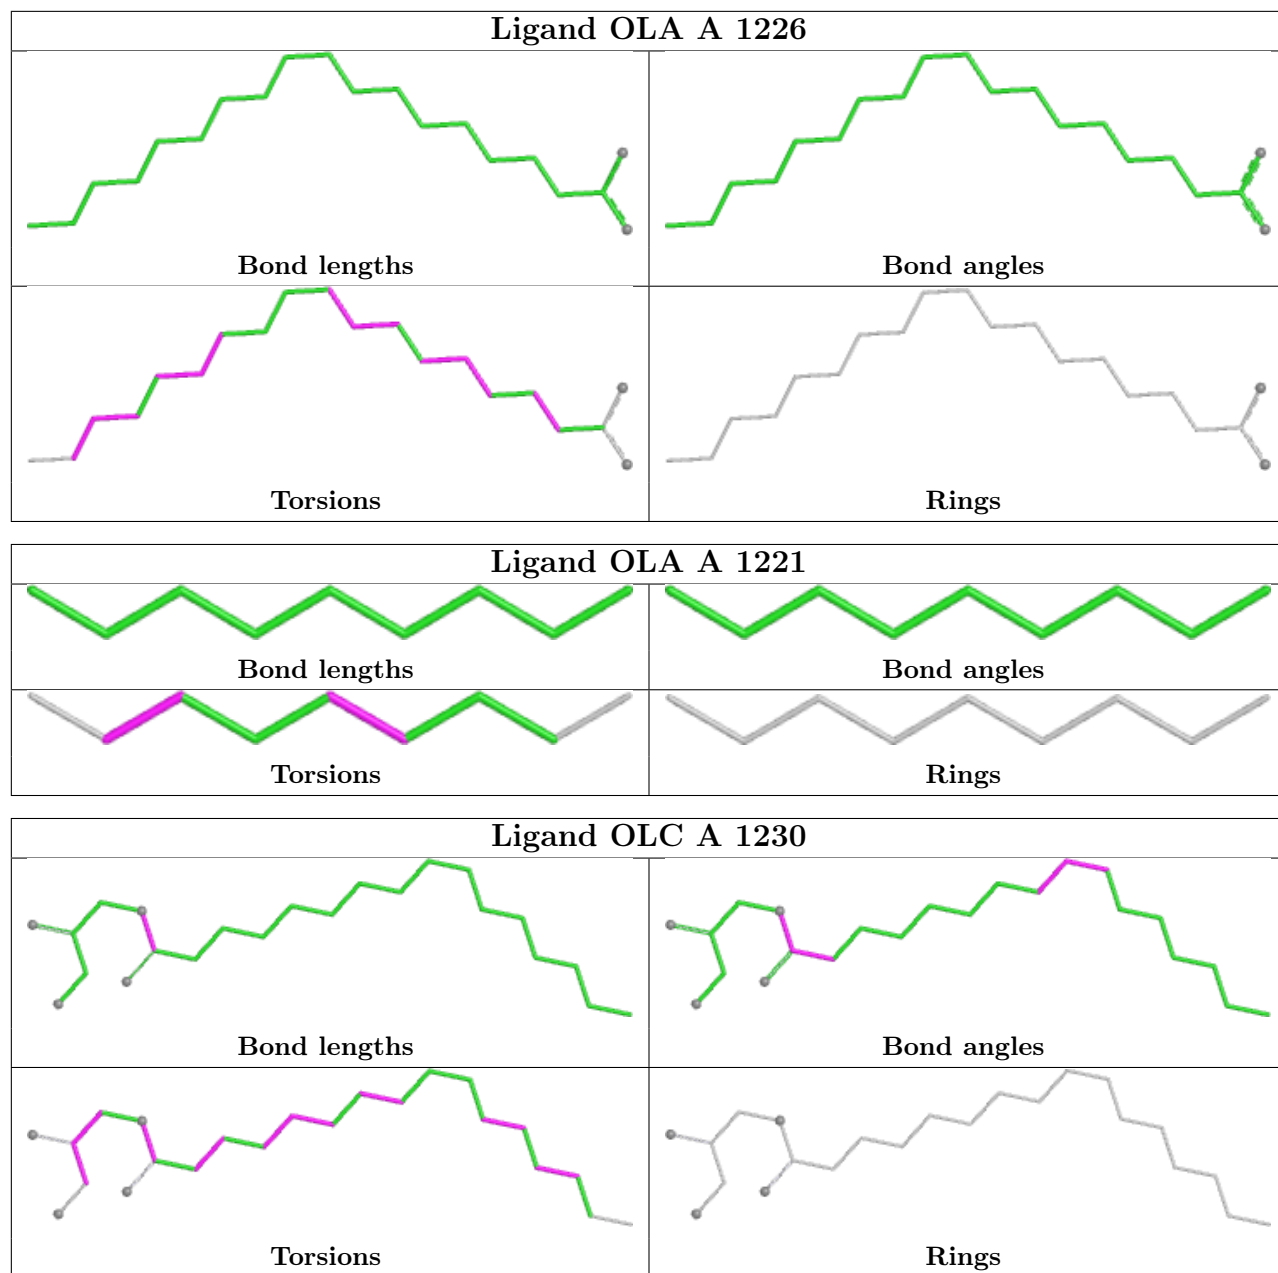 Ligand OLA A 1226
Bond lengths
Bond angles
Torsions
Rings
Ligand OLA A 1221
Bond lengths
Bond angles
Torsions
Rings
Ligand OLC A 1230
Bond lengths
Bond angles
Torsions
Rings